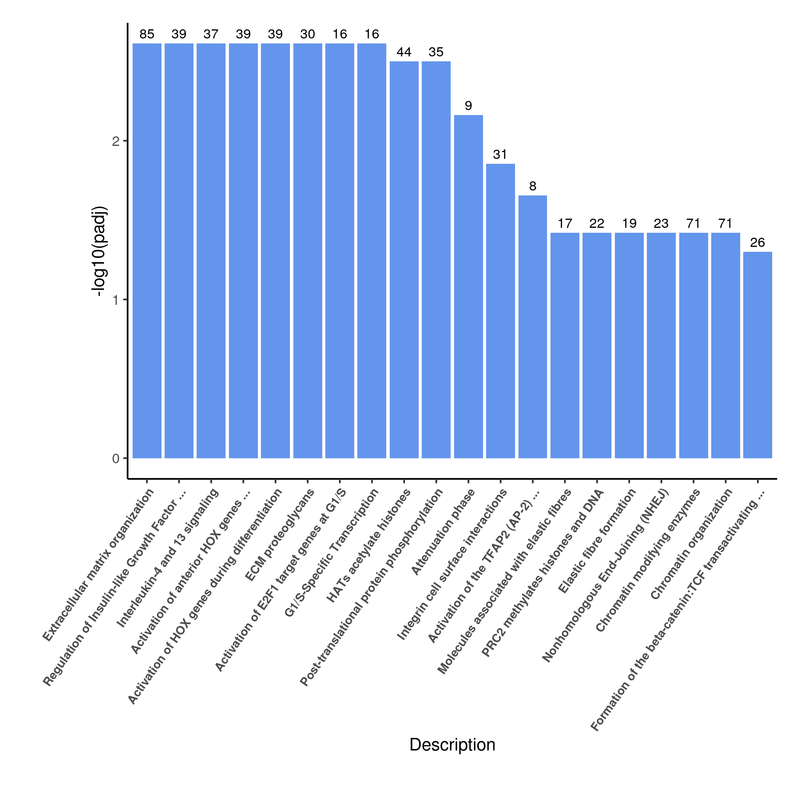 85 39 37 39 39 30 16 16 44 35 9 31 8 17 22 19 23 71 71 26
2
1
0
-log10(padj)
Extracellular matrix organization
Regulation of Insulin-like Growth Factor ...
Interleukin-4 and 13 signaling
Activation of anterior HOX genes ...
Activation of HOX genes during differentiation
ECM proteoglycans
Activation of E2F1 target genes at G1/S
G1/S-Specific Transcription
HATs acetylate histones
Post-translational protein phosphorylation
Attenuation phase
Integrin cell surface interactions
Activation of the TFAP2 (AP-2) ...
Molecules associated with elastic fibres
PRC2 methylates histones and DNA
Elastic fibre formation
Nonhomologous End-Joining (NHEJ)
Chromatin modifying enzymes
Chromatin organization
Formation of the beta-catenin:TCF transactivating ...
Description